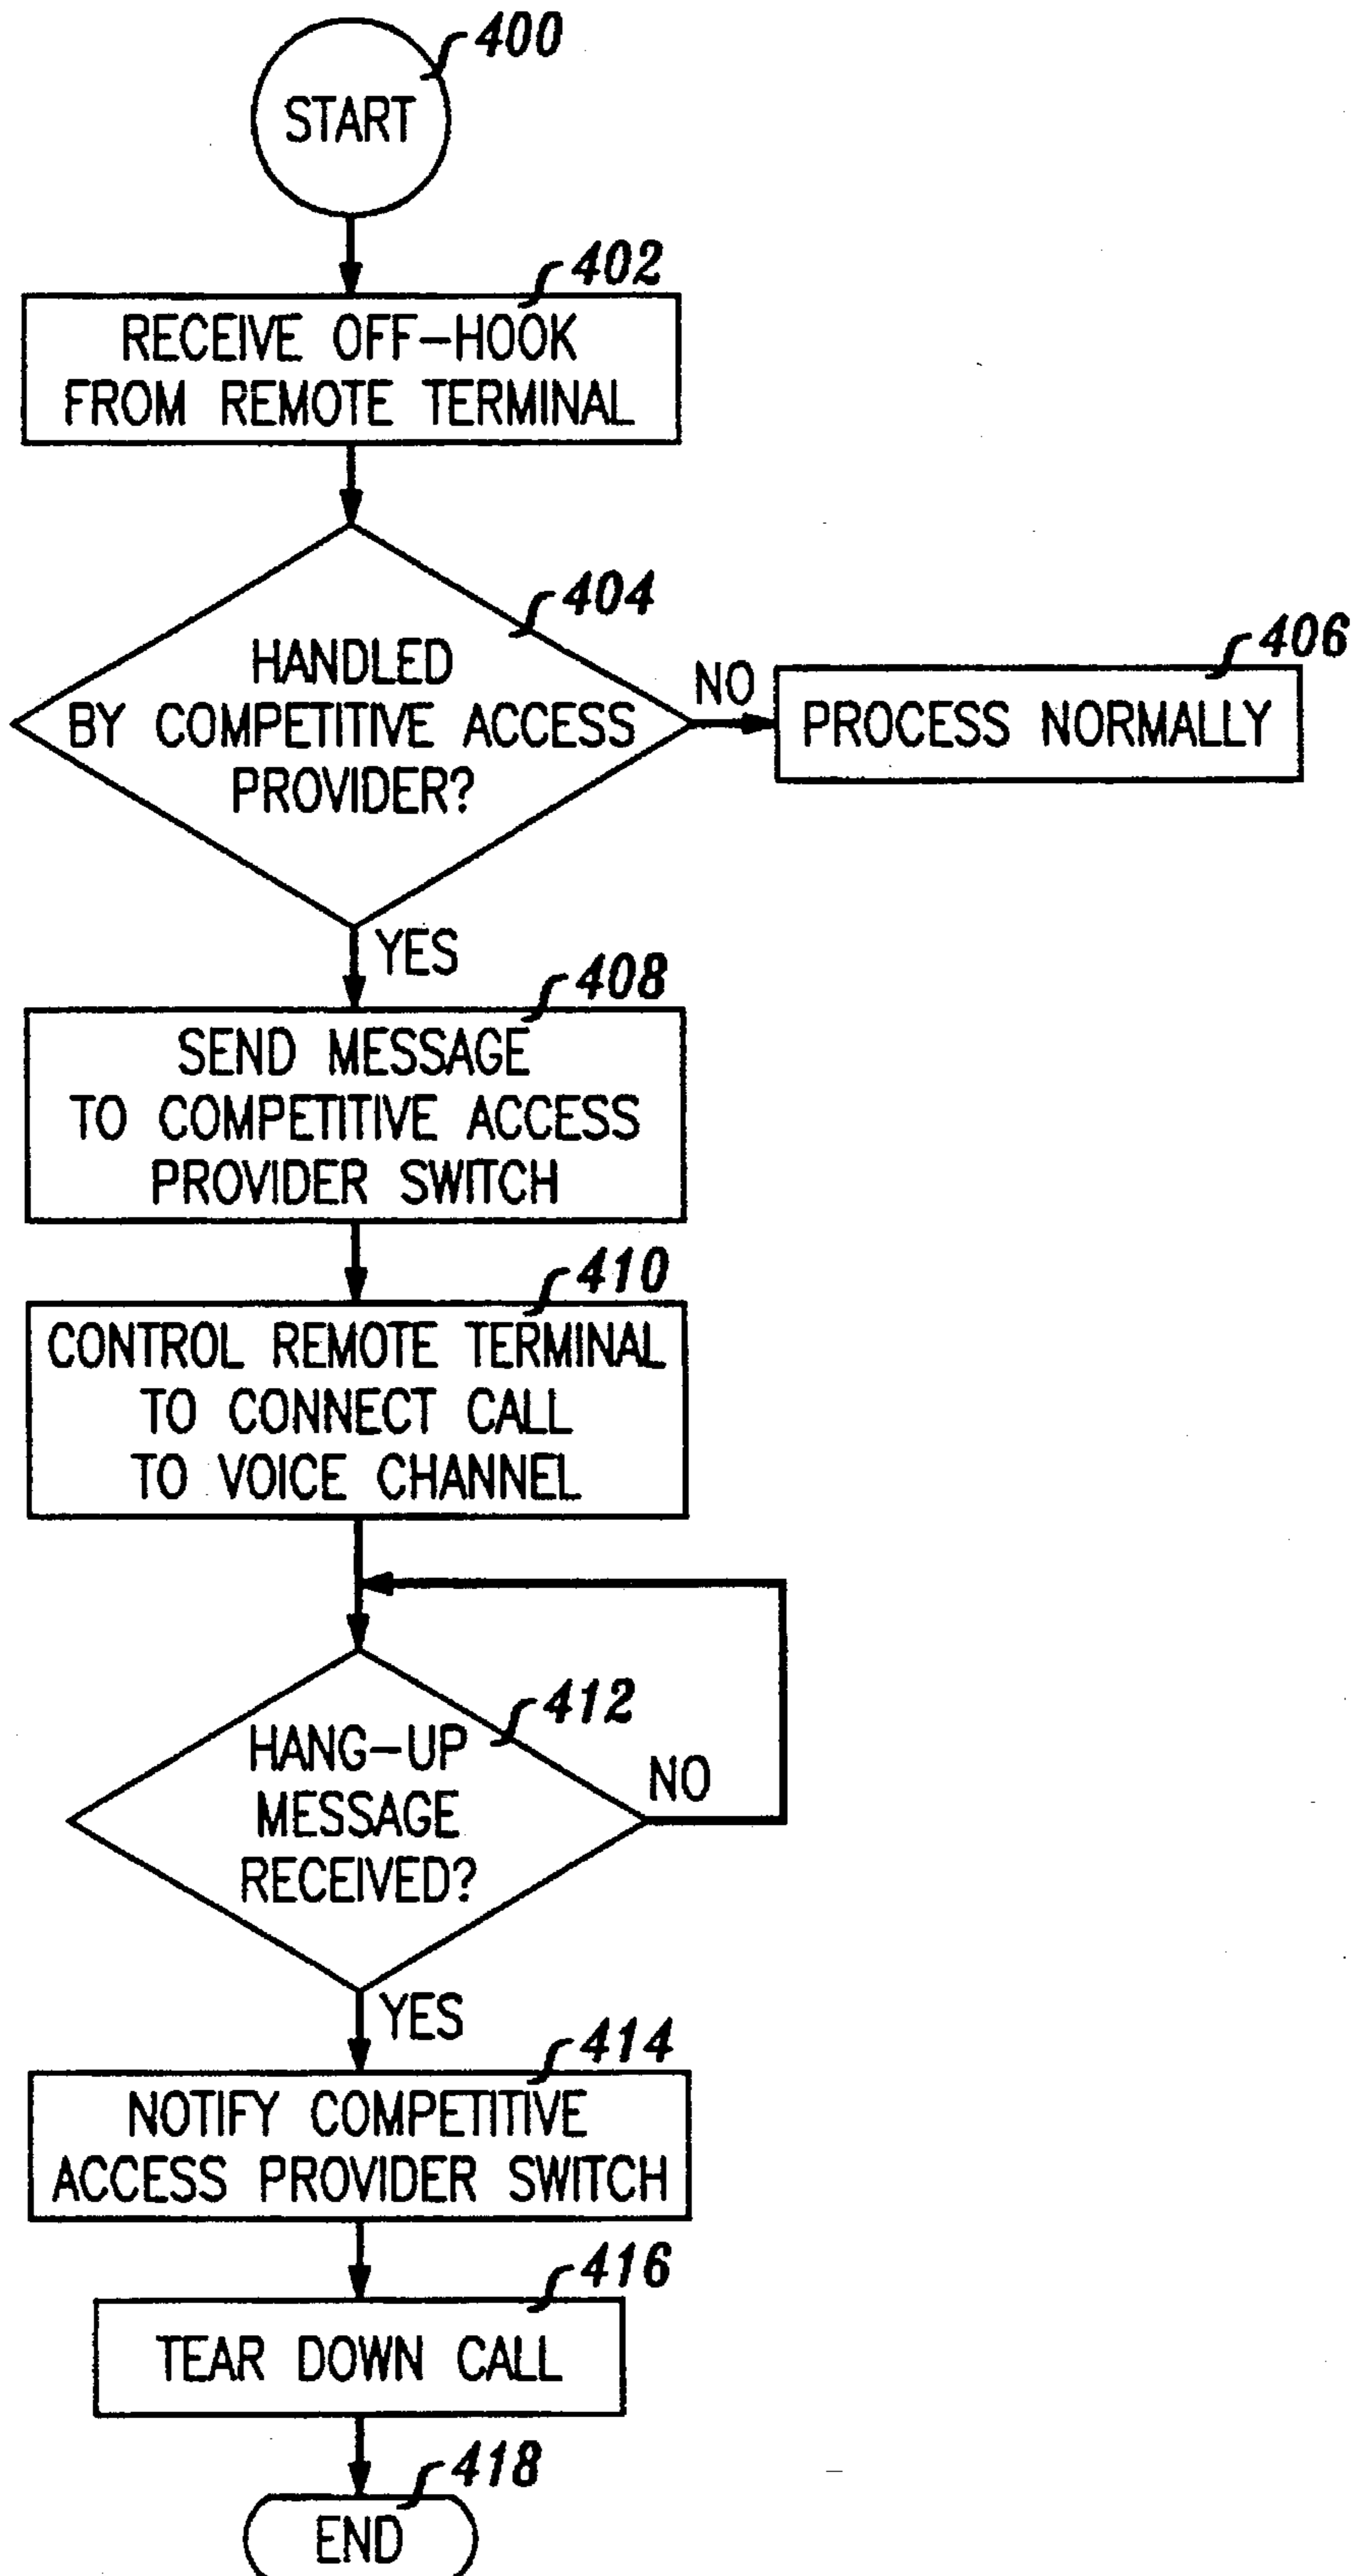 400
START
402
RECEIVE OFF-HOOK
FROM REMOTE TERMINAL
404
HANDLED
BY COMPETITIVE ACCESS
PROVIDER?
NO
406
PROCESS NORMALLY
YES
408
SEND MESSAGE
TO COMPETITIVE ACCESS
PROVIDER SWITCH
410
CONTROL REMOTE TERMINAL
TO CONNECT CALL
TO VOICE CHANNEL
412
HANG-UP
MESSAGE
RECEIVED?
NO
YES
414
NOTIFY COMPETITIVE
ACCESS PROVIDER SWITCH
416
TEAR DOWN CALL
418
END